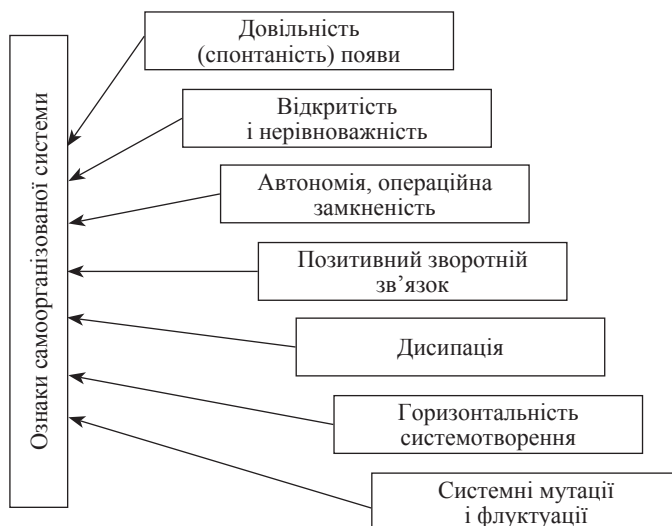 Ознаки самоорганізованої системи
Довільність
(спонтаність) появи
Відкритість
і нерівноважність
Автономія, операційна
замкненість
Позитивний зворотній
зв’язок
Дисипація
Горизонтальність
системотворення
Системні мутації
і флуктуації